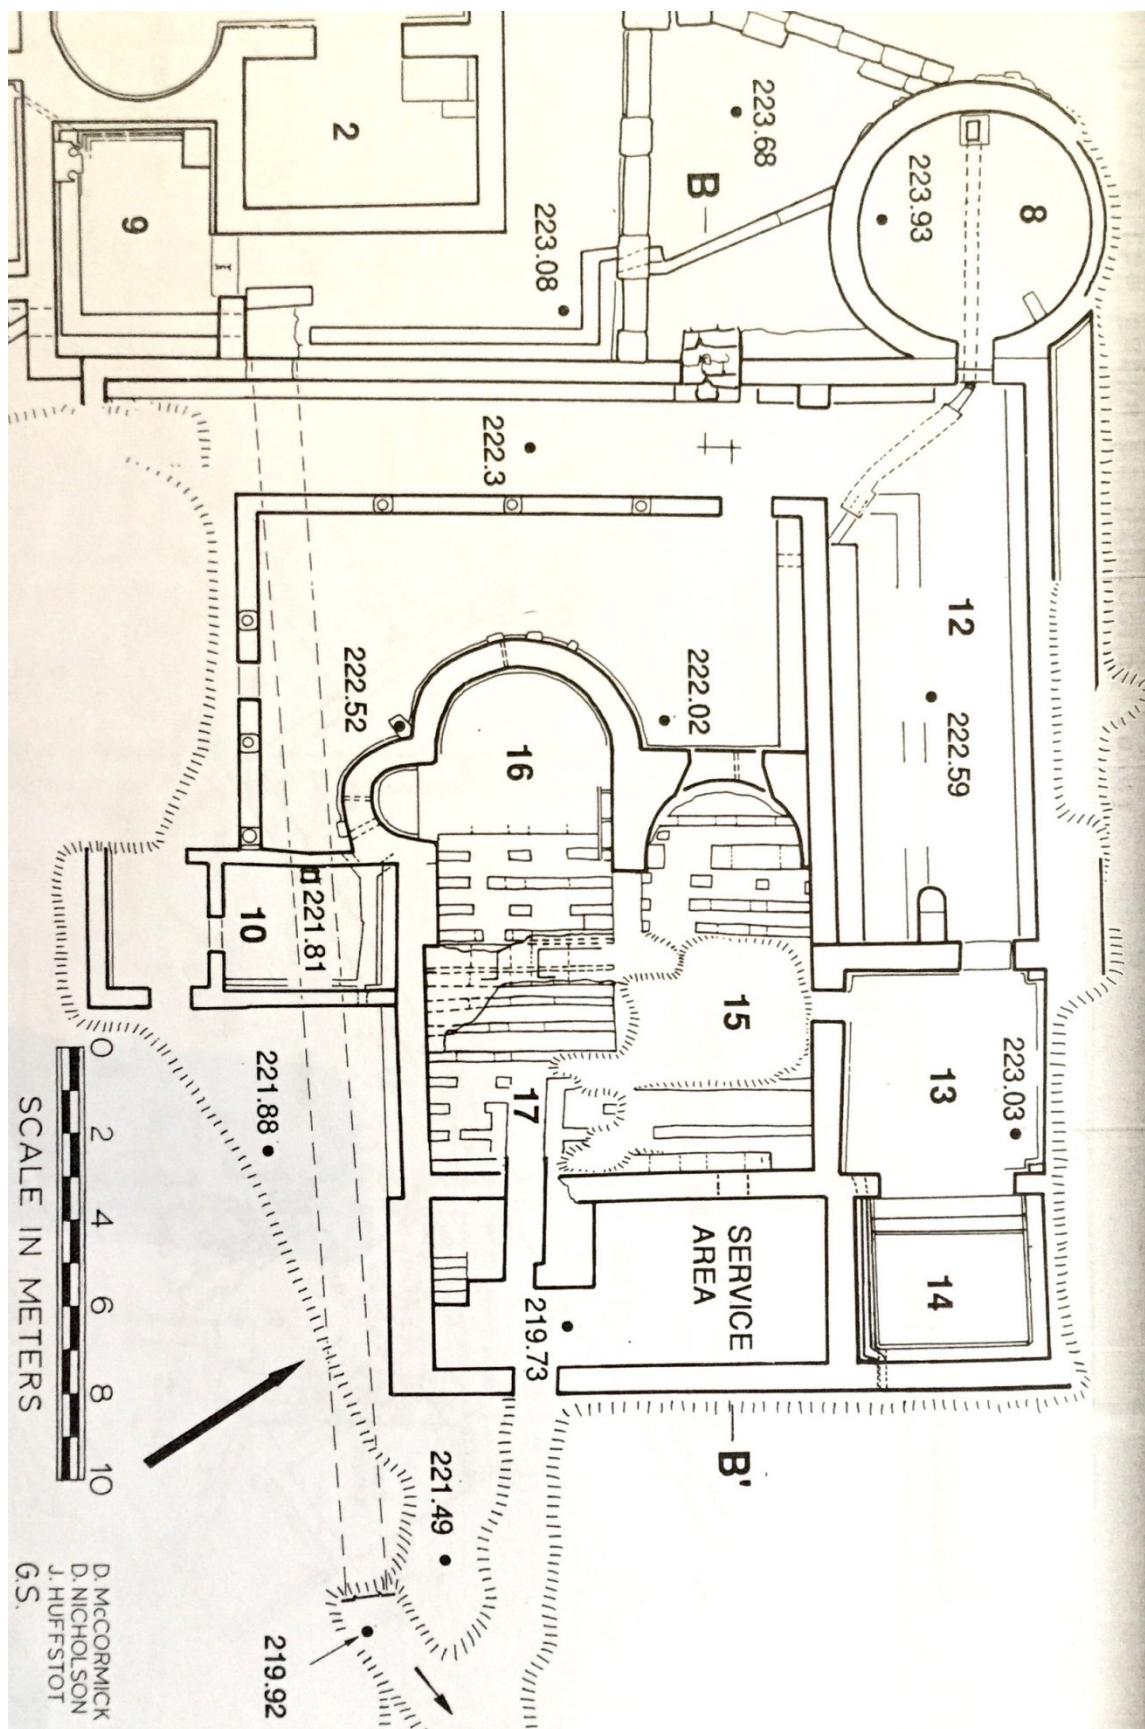 2
223.68
B
8
223.93
9
223.08
222.3
12
222.59
222.52
222.02
16
10
221.81
15
13
223.03
17
221.88
SERVICE
AREA
14
219.73
B'
221.49
219.92
0 2 4 6 8 10
SCALE IN METERS
D. McCORMICK
D. NICHOLSON
J. HUFFSTOT
G.S.